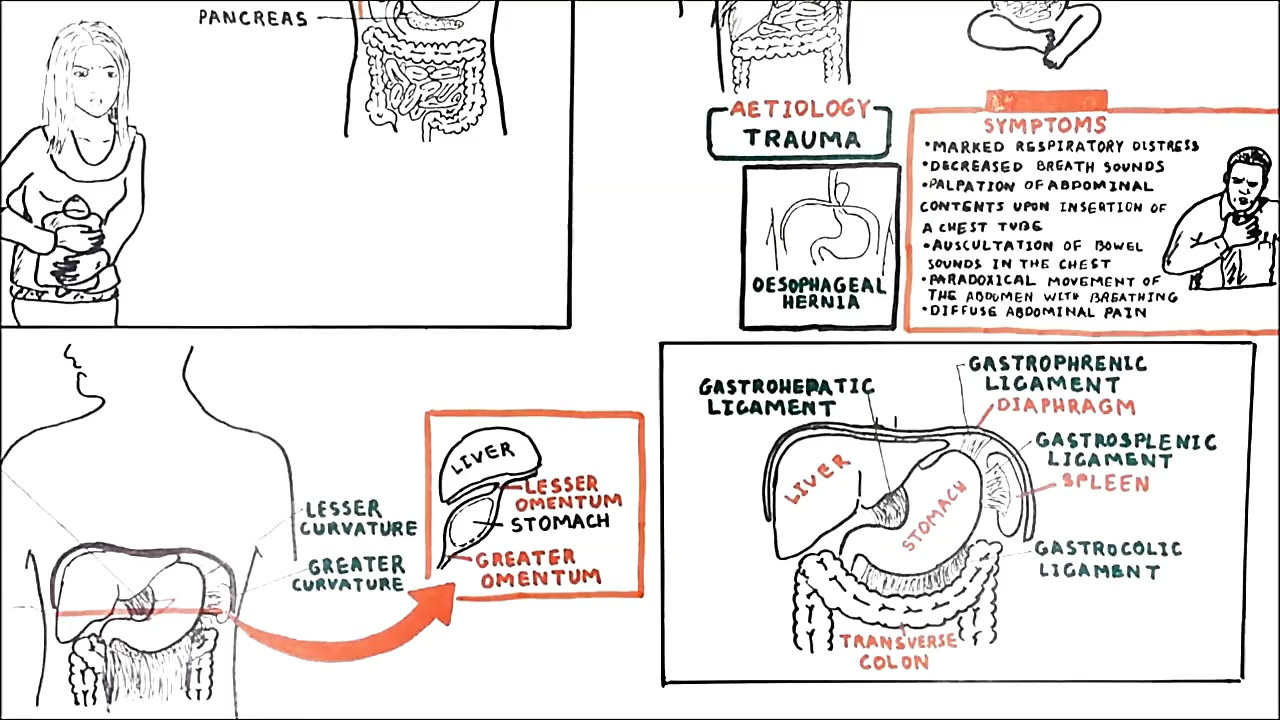 PANCREAS
AETIOLOGY
TRAUMA
OESOPHAGEAL
HERNIA
SYMPTOMS
•MARKED RESPIRATORY DISTRESS
•DECREASED BREATH SOUNDS
•PALPATION OF ABDOMINAL
CONTENTS UPON INSERTION OF
A CHEST TUBE
•AUSCULTATION OF BOWEL
SOUNDS IN THE CHEST
•PARADOXICAL MOVEMENT OF
THE ABDOMEN WITH BREATHING
•DIFFUSE ABDOMINAL PAIN
LESSER
CURVATURE
GREATER
CURVATURE
LIVER
LESSER
OMENTUM
STOMACH
GREATER
OMENTUM
GASTROHEPATIC
LIGAMENT
GASTROPHRENIC
LIGAMENT
DIAPHRAGM
GASTROSPLENIC
LIGAMENT
SPLEEN
LIVER
STOMACH
GASTROCOLIC
LIGAMENT
TRANSVERSE
COLON